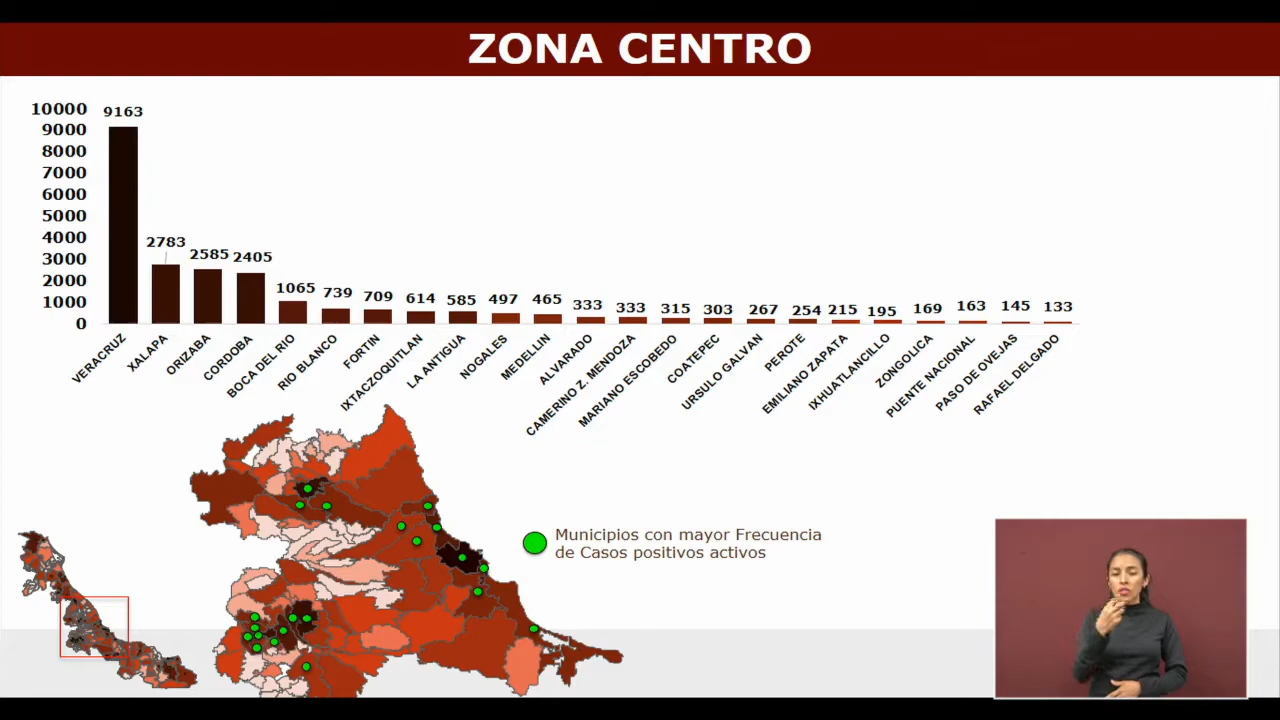 ZONA CENTRO
10000
9000
8000
7000
6000
5000
4000
3000
2000
1000
0
9163
2783
2585
2405
1065
739
709
614
585
497
465
333
333
315
303
267
254
215
195
169
163
145
133
VERACRUZ
XALAPA
ORIZABA
CORDOBA
BOCA DEL RIO
RIO BLANCO
FORTIN
IXTACZOQUITLAN
LA ANTIGUA
NOGALES
MEDELLIN
ALVARADO
CAMERINO Z. MENDOZA
MARIANO ESCOBEDO
COATEPEC
URSULO GALVAN
PEROTE
EMILIANO ZAPATA
IXHUATLANCILLO
ZONGOLICA
PUENTE NACIONAL
PASO DE OVEJAS
RAFAEL DELGADO
Municipios con mayor Frecuencia
de Casos positivos activos